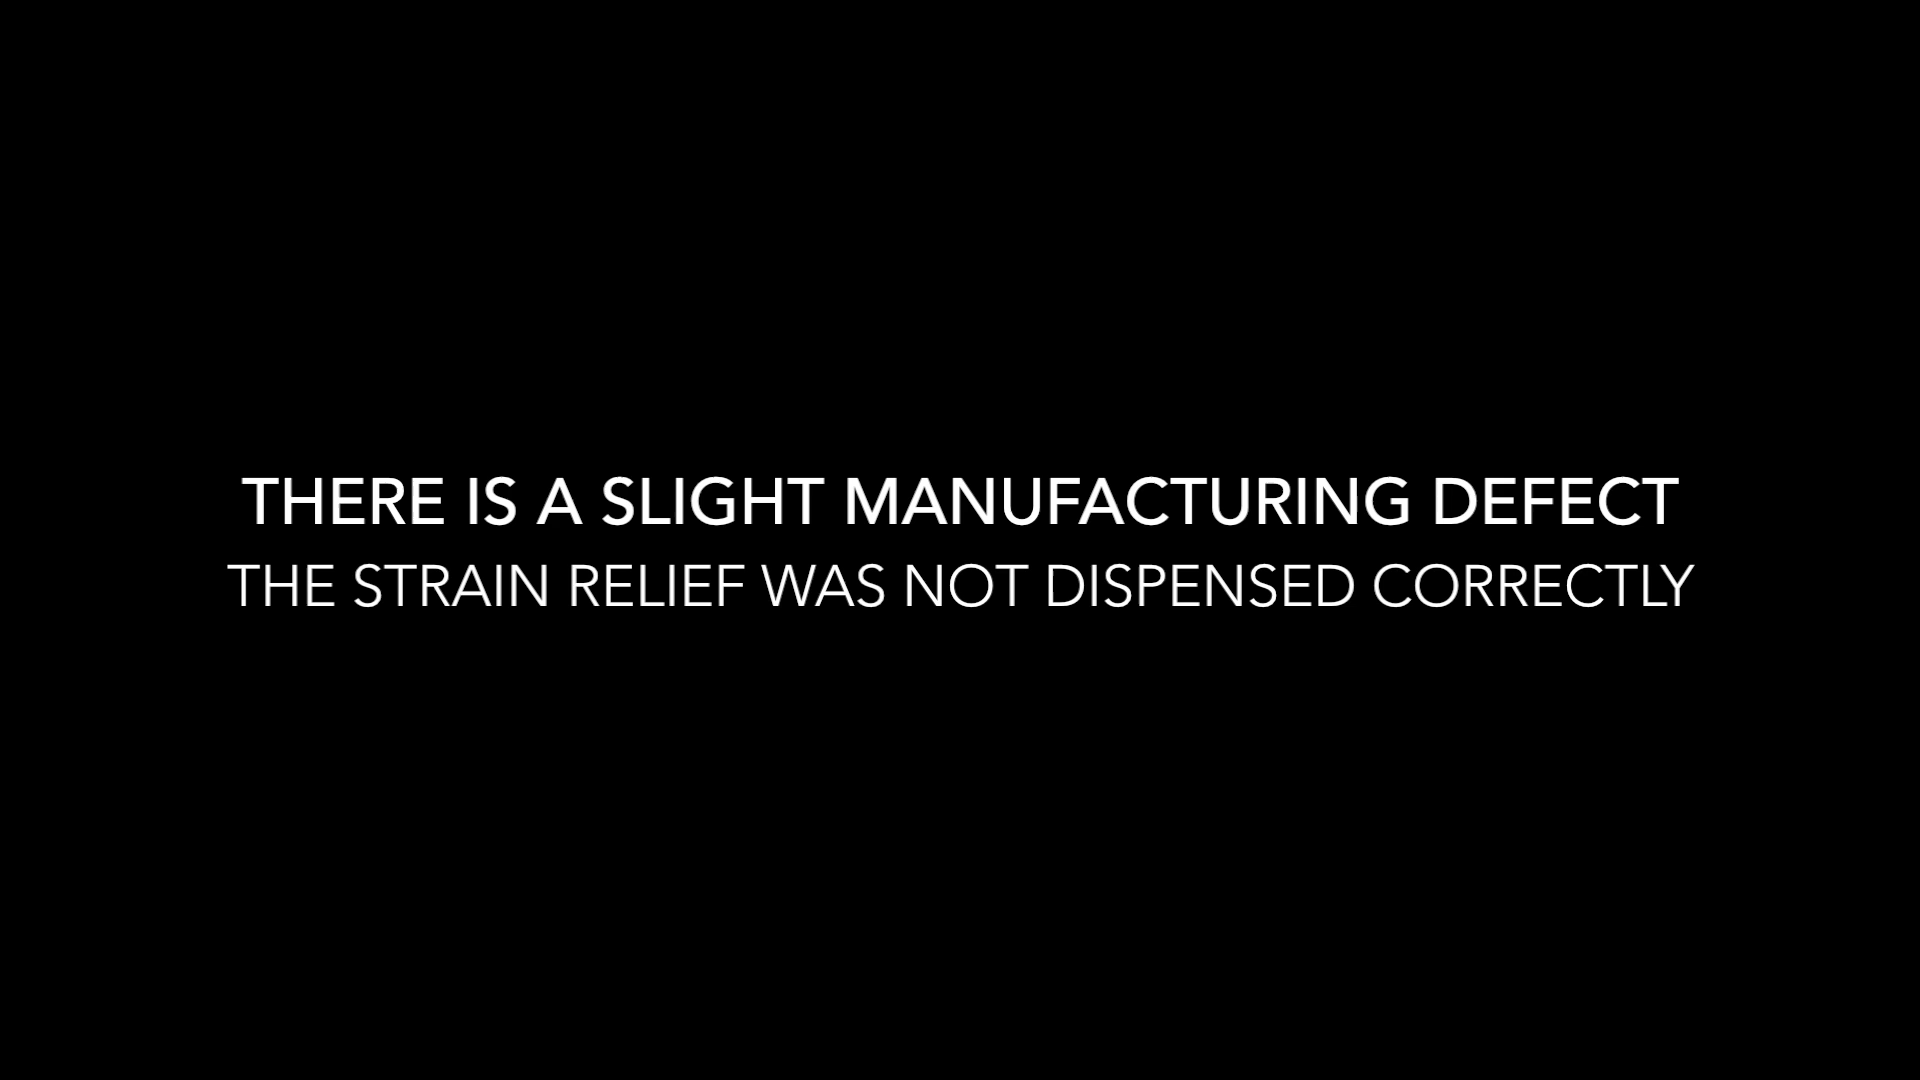 THERE IS A SLIGHT MANUFACTURING DEFECT
THE STRAIN RELIEF WAS NOT DISPENSED CORRECTLY